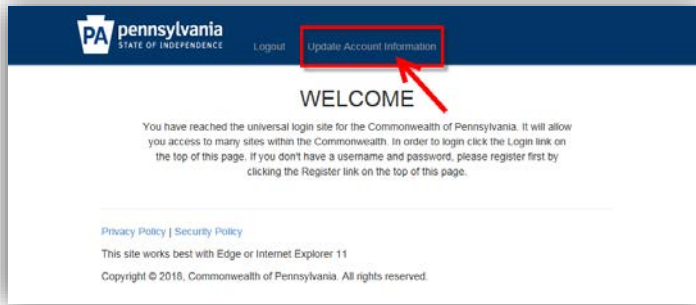 PA pennsylvania
STATE OF INDEPENDENCE
Logout Update Account Information
WELCOME
You have reached the universal login site for the Commonwealth of Pennsylvania. It will allow
you access to many sites within the Commonwealth. In order to login click the Login link on
the top of this page. If you don't have a username and password, please register first by
clicking the Register link on the top of this page.
Privacy Policy | Security Policy
This site works best with Edge or Internet Explorer 11
Copyright © 2018, Commonwealth of Pennsylvania. All rights reserved.